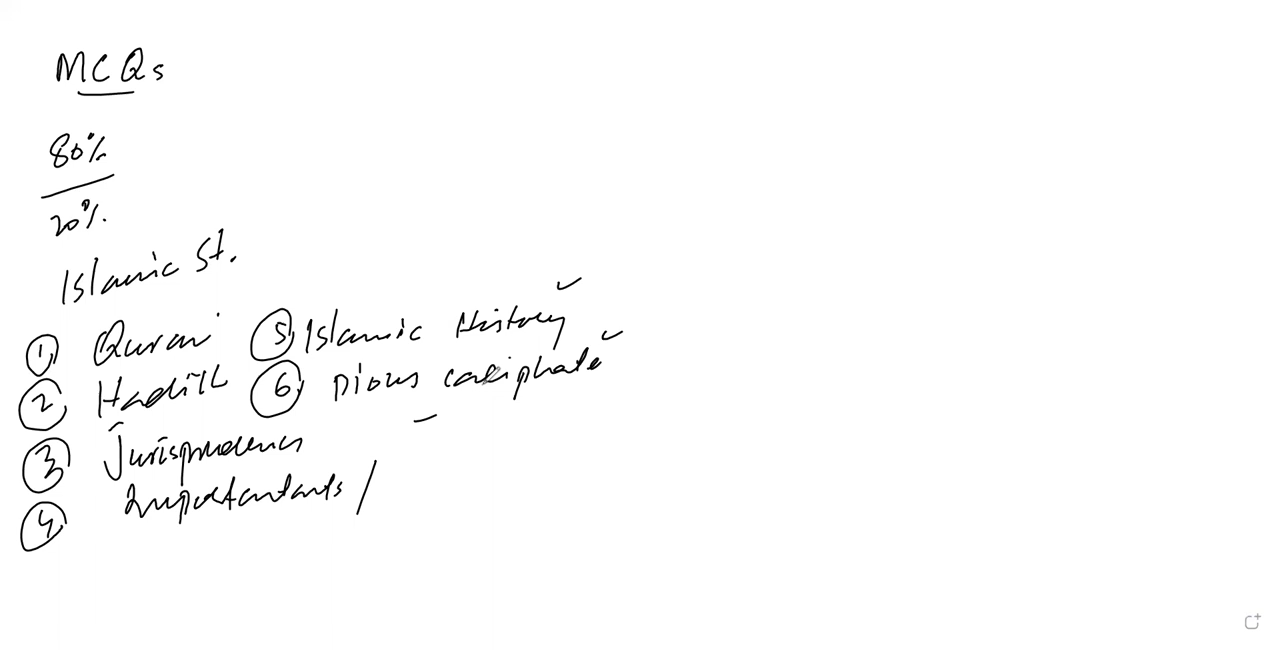 MCQs
80%
20%
Islamic St.
① Quran ⑤ Islamic History ✓
② Hadith ⑥ Pious caliphate ✓
③ Jurisprudence
④ Importants /